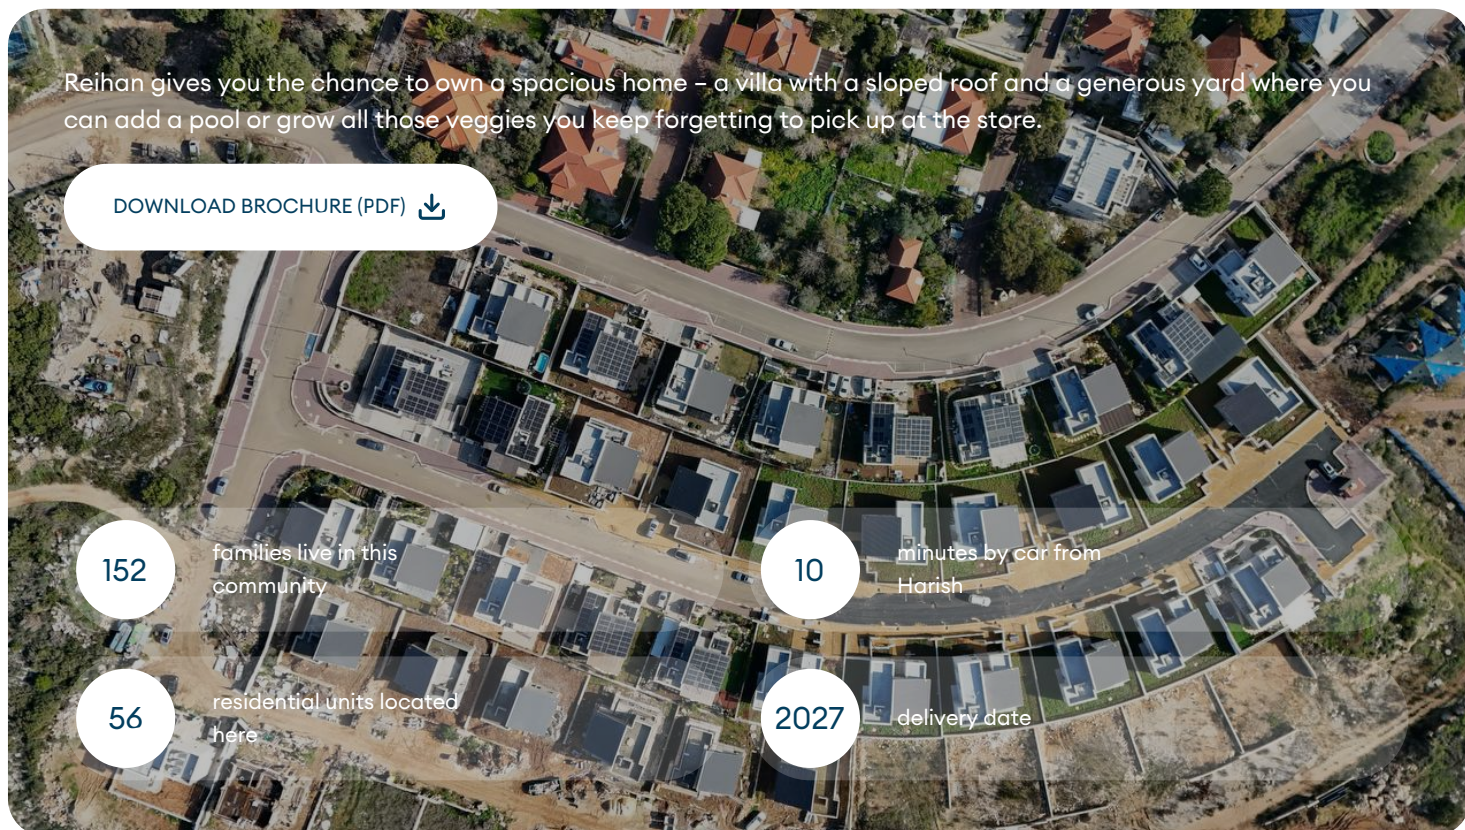 Reihan gives you the chance to own a spacious home – a villa with a sloped roof and a generous yard where you
can add a pool or grow all those veggies you keep forgetting to pick up at the store.
DOWNLOAD BROCHURE (PDF)
152
families live in this
community
10
minutes by car from
Harish
56
residential units located
here
2027
delivery date